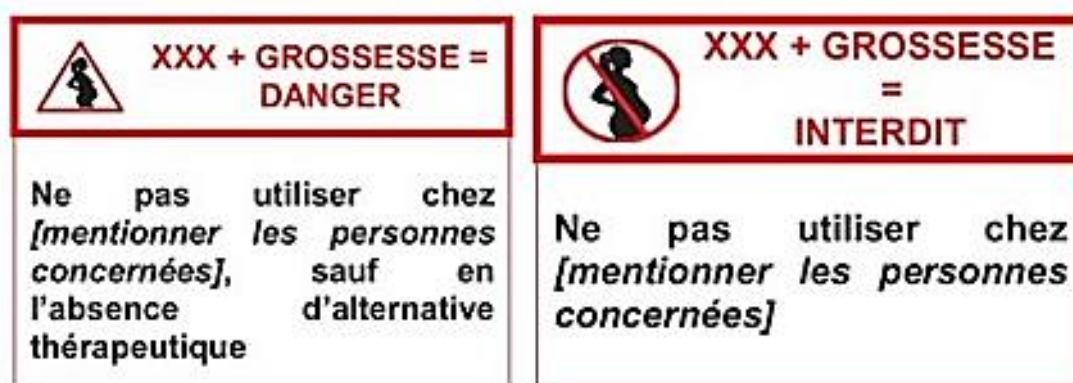 XXX + GROSSESSE =
DANGER
Ne pas utiliser chez
[mentionner les personnes
concernées], sauf en
l'absence d'alternative
thérapeutique
XXX + GROSSESSE
=
INTERDIT
Ne pas utiliser chez
[mentionner les personnes
concernées]